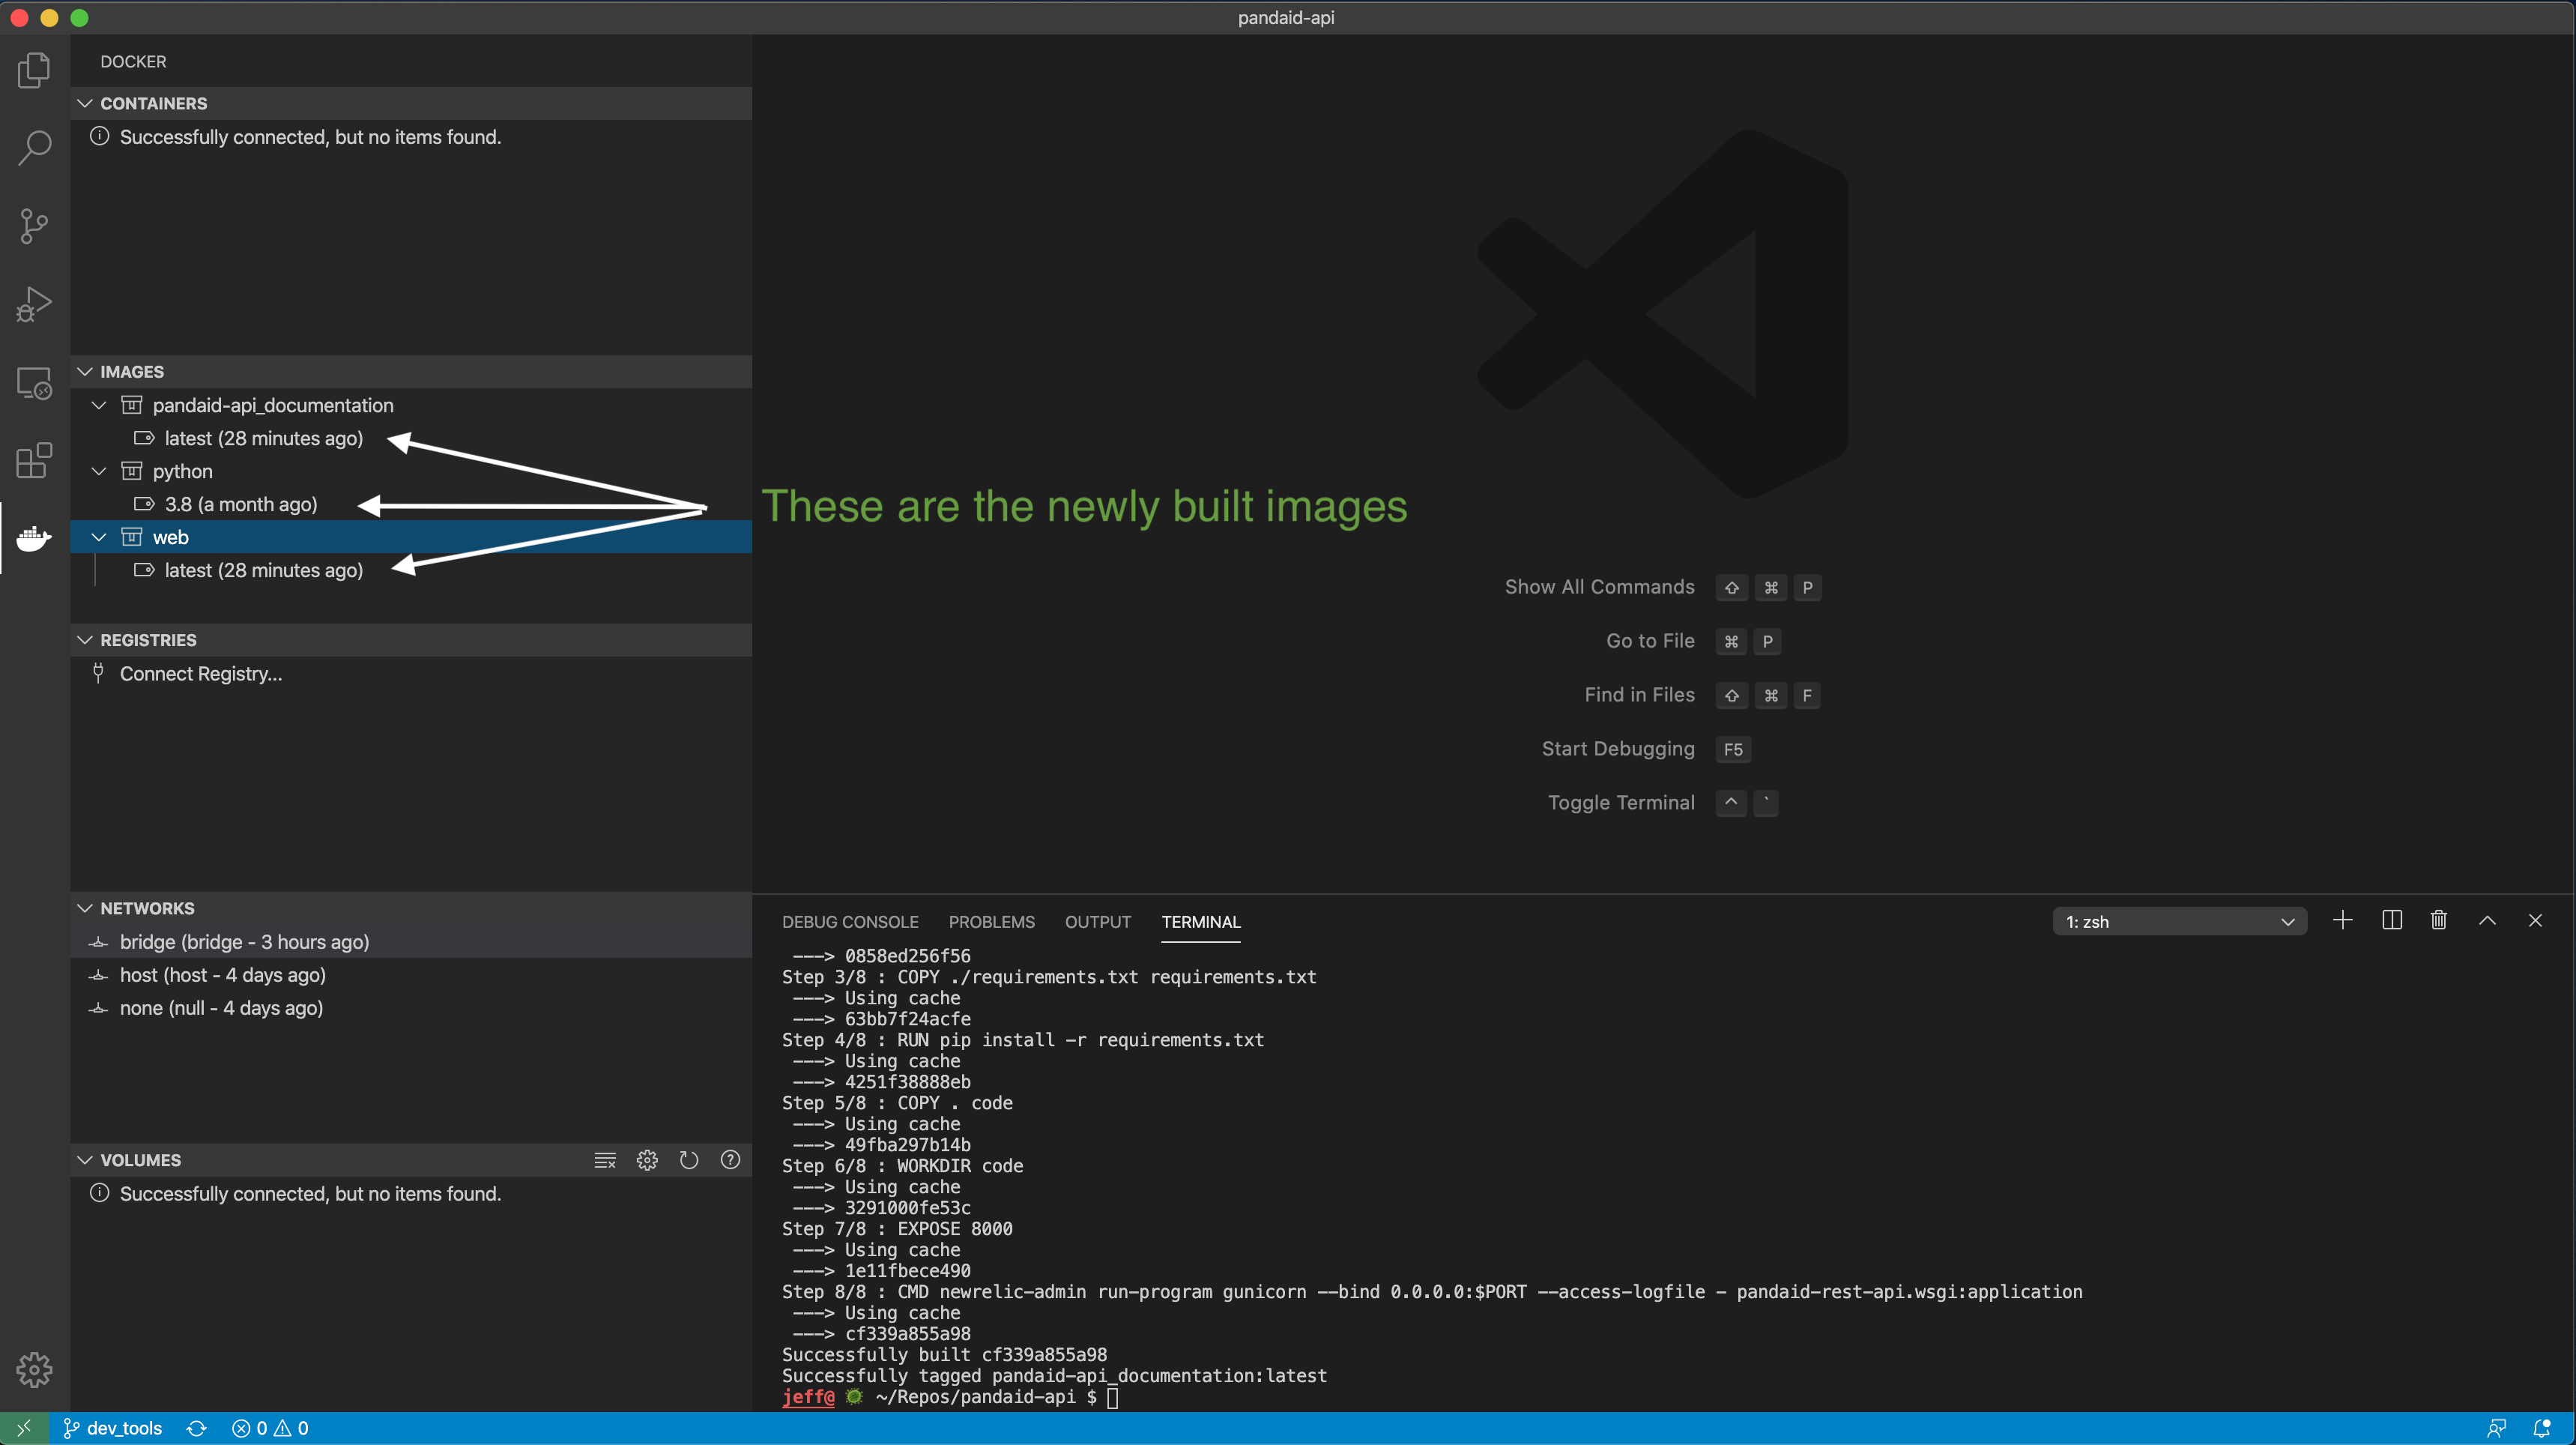 pandaid-api
DOCKER
CONTAINERS
Successfully connected, but no items found.
IMAGES
pandaid-api_documentation
latest (28 minutes ago)
python
3.8 (a month ago)
web
latest (28 minutes ago)
REGISTRIES
Connect Registry...
NETWORKS
bridge (bridge - 3 hours ago)
host (host - 4 days ago)
none (null - 4 days ago)
VOLUMES
Successfully connected, but no items found.
These are the newly built images
Show All Commands ⇧ ⌘ P
Go to File ⌘ P
Find in Files ⇧ ⌘ F
Start Debugging F5
Toggle Terminal ^ `
DEBUG CONSOLE PROBLEMS OUTPUT TERMINAL 1: zsh
---> 0858ed256f56
Step 3/8 : COPY ./requirements.txt requirements.txt
---> Using cache
---> 63bb7f24acfe
Step 4/8 : RUN pip install -r requirements.txt
---> Using cache
---> 4251f38888eb
Step 5/8 : COPY . code
---> Using cache
---> 49fba297b14b
Step 6/8 : WORKDIR code
---> Using cache
---> 3291000fe53c
Step 7/8 : EXPOSE 8000
---> Using cache
---> 1e11fbece490
Step 8/8 : CMD newrelic-admin run-program gunicorn --bind 0.0.0.0:$PORT --access-logfile - pandaid-rest-api.wsgi:application
---> Using cache
---> cf339a855a98
Successfully built cf339a855a98
Successfully tagged pandaid-api_documentation:latest
jeff@ ~/Repos/pandaid-api $
dev_tools 0 0